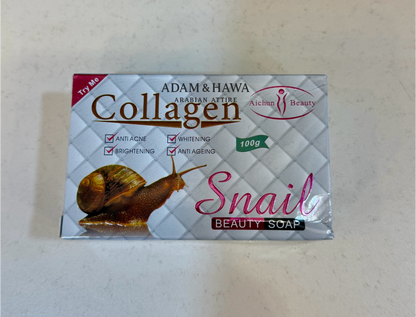 Try Me
ADAM & HAWA
ARABIAN ATTIRE
Collagen
Aichun Beauty
ANTI ACNE
WHITENING
BRIGHTENING
ANTI AGEING
100g
Snail
BEAUTY SOAP